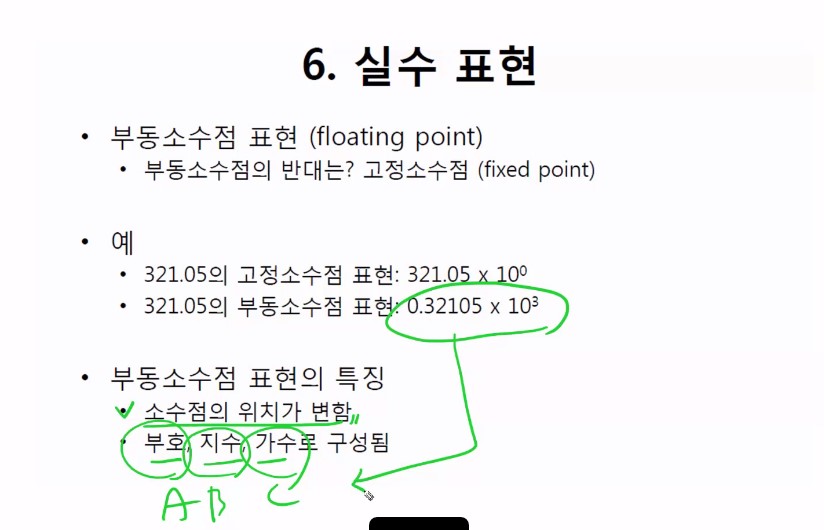 6. 실수 표현
• 부동소수점 표현 (floating point)
• 부동소수점의 반대는? 고정소수점 (fixed point)
• 예
• 321.05의 고정소수점 표현: 321.05 x 10⁰
• 321.05의 부동소수점 표현: 0.32105 x 10³
• 부동소수점 표현의 특징
• 소수점의 위치가 변함
• 부호, 지수, 가수로 구성됨
A B C